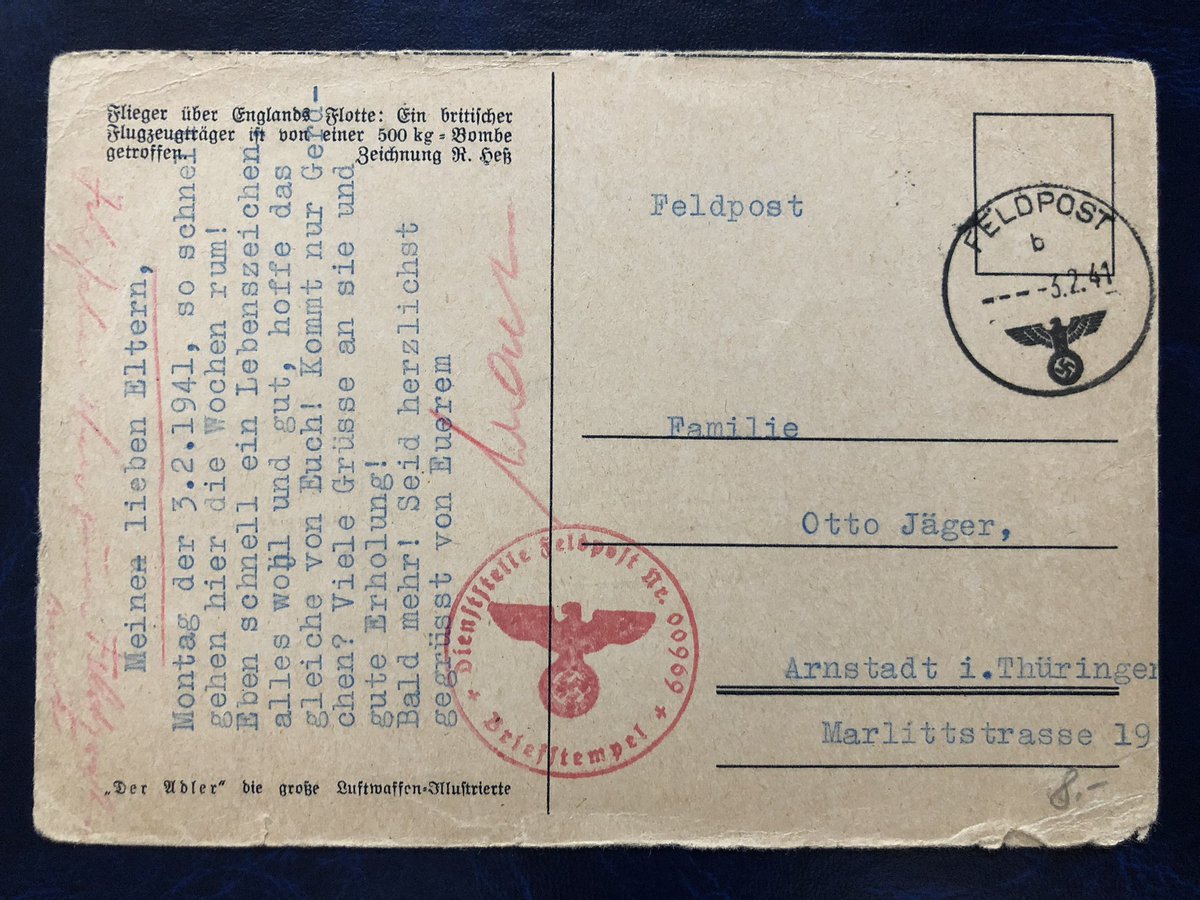 Flieger über Englands Flotte: Ein britischer
Flugzeugträger ist von einer 500 kg - Bombe
getroffen. Zeichnung R. Heß
Meinen lieben Eltern,
Montag der 3.2.1941, so schnell
gehen hier die Wochen rum!
Eben schnell ein Lebenszeichen
alles wohl und gut, hoffe das
gleiche von Euch! Kommt nur Gerd-
chen? Viele Grüsse an sie und
gute Erholung!
Bald mehr! Seid herzlichst
gegrüsst von Euerem
„Der Adler“ die große Luftwaffen-Illustrierte
Feldpost
FELDPOST
b
-3.2.41
Familie
Otto Jäger,
Arnstadt i.Thüringen
Marlittstrasse 19
Dienststelle Feldpost Nr. 00969
Briefstempel
8.-